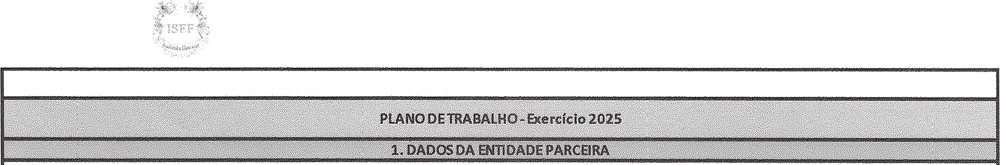 ISEF
PLANO DE TRABALHO - Exercício 2025
1. DADOS DA ENTIDADE PARCEIRA